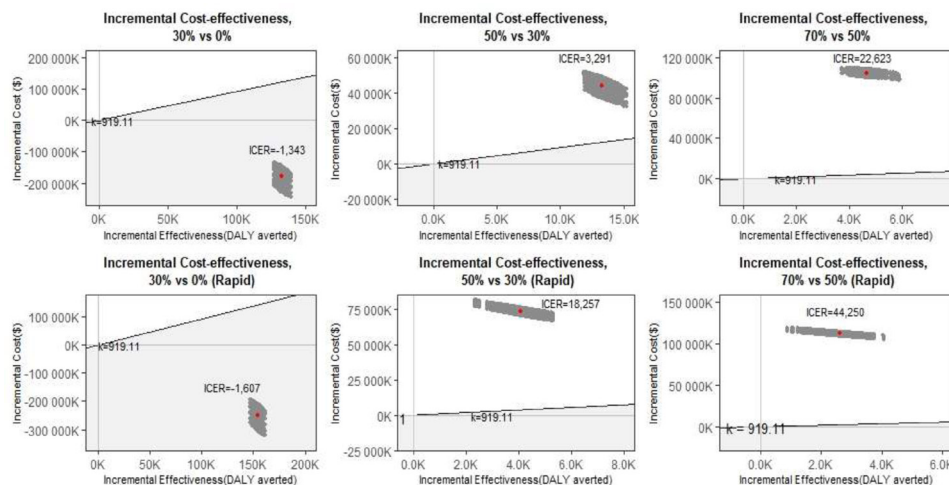 Incremental Cost-effectiveness,
30% vs 0%
Incremental Cost($)
200 000K
100 000K
0K
-100 000K
-200 000K
k=919.11
ICER=-1,343
0K
50K
100K
150K
Incremental Effectiveness(DALY averted)
Incremental Cost-effectiveness,
50% vs 30%
Incremental Cost($)
60 000K
40 000K
20 000K
0K
-20 000K
ICER=3,291
k=919.11
0.0K
5.0K
10.0K
15.0K
Incremental Effectiveness(DALY averted)
Incremental Cost-effectiveness,
70% vs 50%
Incremental Cost($)
120 000K
80 000K
40 000K
0K
ICER=22,623
k=919.11
0.0K
2.0K
4.0K
6.0K
Incremental Effectiveness(DALY averted)
Incremental Cost-effectiveness,
30% vs 0% (Rapid)
Incremental Cost($)
100 000K
0K
-100 000K
-200 000K
-300 000K
k=919.11
ICER=-1,607
0K
50K
100K
150K
200K
Incremental Effectiveness(DALY averted)
Incremental Cost-effectiveness,
50% vs 30% (Rapid)
Incremental Cost($)
75 000K
50 000K
25 000K
0K
-25 000K
ICER=18,257
1
k=919.11
0.0K
2.0K
4.0K
6.0K
8.0K
Incremental Effectiveness(DALY averted)
Incremental Cost-effectiveness,
70% vs 50% (Rapid)
Incremental Cost($)
150 000K
100 000K
50 000K
0K
ICER=44,250
k = 919.11
0.0K
2.0K
4.0K
6.0K
Incremental Effectiveness(DALY averted)